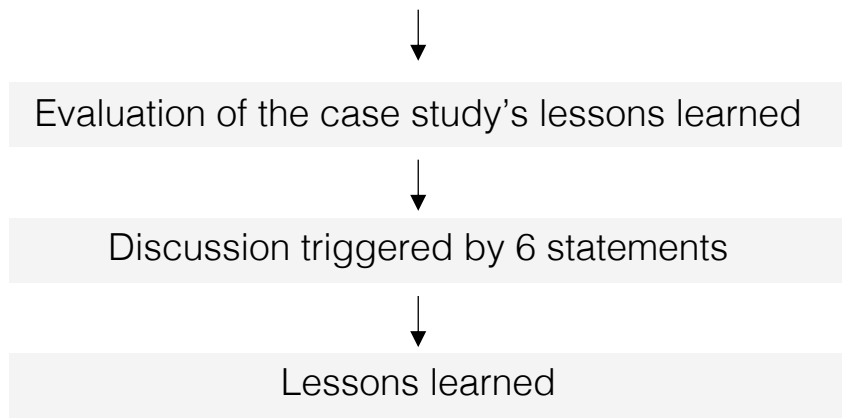 Evaluation of the case study’s lessons learned
Discussion triggered by 6 statements
Lessons learned